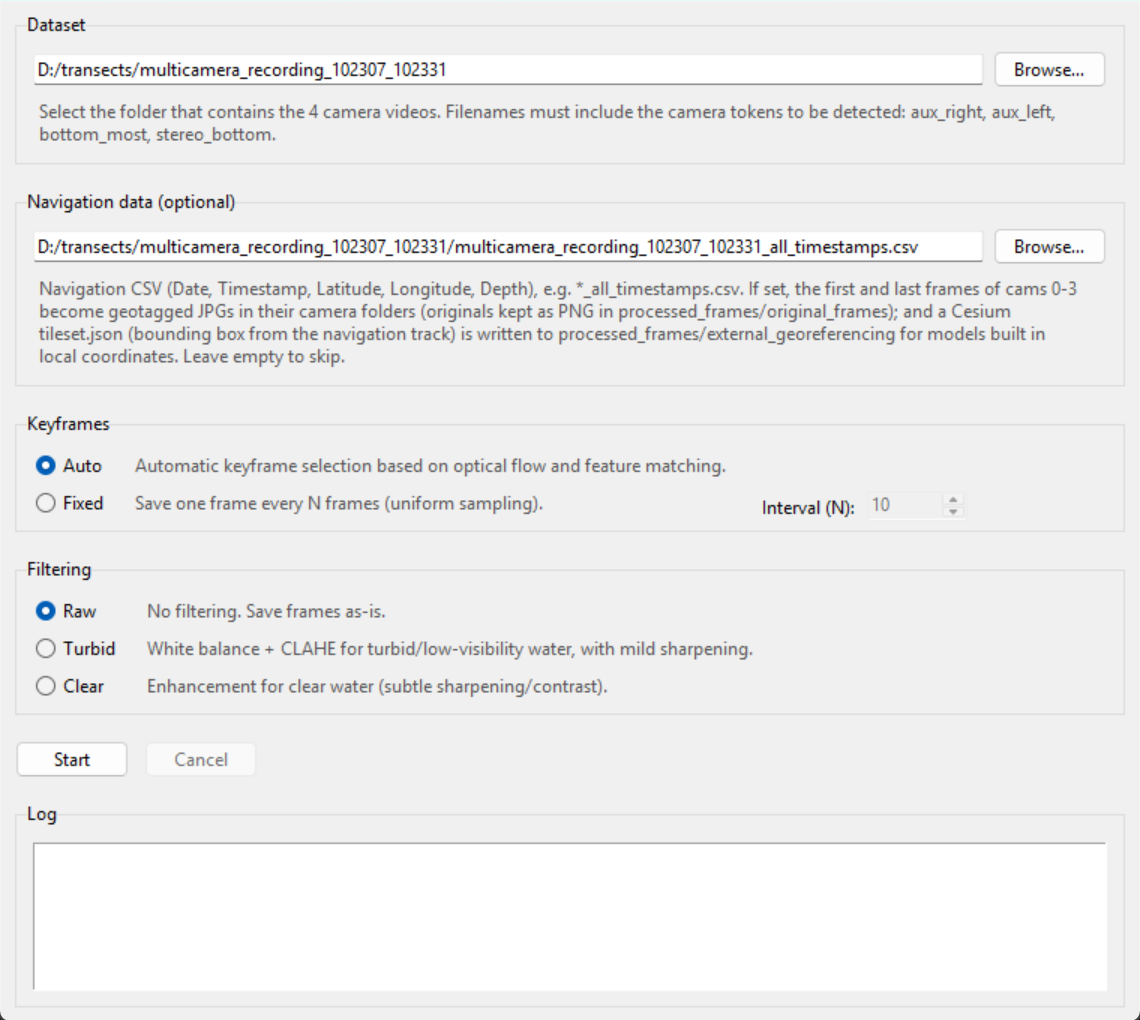 Dataset
D:/transects/multicamera_recording_102307_102331
Browse...
Select the folder that contains the 4 camera videos. Filenames must include the camera tokens to be detected: aux_right, aux_left,
bottom_most, stereo_bottom.
Navigation data (optional)
D:/transects/multicamera_recording_102307_102331/multicamera_recording_102307_102331_all_timestamps.csv
Browse...
Navigation CSV (Date, Timestamp, Latitude, Longitude, Depth), e.g. *_all_timestamps.csv. If set, the first and last frames of cams 0-3
become geotagged JPGs in their camera folders (originals kept as PNG in processed_frames/original_frames); and a Cesium
tileset.json (bounding box from the navigation track) is written to processed_frames/external_georeferencing for models built in
local coordinates. Leave empty to skip.
Keyframes
Auto Automatic keyframe selection based on optical flow and feature matching.
Fixed Save one frame every N frames (uniform sampling). Interval (N): 10
Filtering
Raw No filtering. Save frames as-is.
Turbid White balance + CLAHE for turbid/low-visibility water, with mild sharpening.
Clear Enhancement for clear water (subtle sharpening/contrast).
Start Cancel
Log